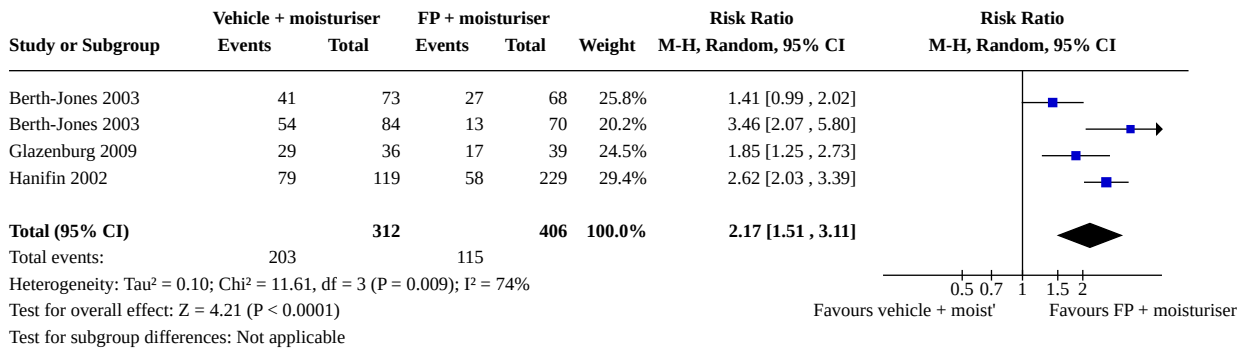 Vehicle + moisturiser FP + moisturiser Risk Ratio Risk Ratio
Study or Subgroup Events Total Events Total Weight M-H, Random, 95% CI M-H, Random, 95% CI
Berth-Jones 2003 41 73 27 68 25.8% 1.41 [0.99 , 2.02]
Berth-Jones 2003 54 84 13 70 20.2% 3.46 [2.07 , 5.80]
Glazenburg 2009 29 36 17 39 24.5% 1.85 [1.25 , 2.73]
Hanifin 2002 79 119 58 229 29.4% 2.62 [2.03 , 3.39]
Total (95% CI) 312 406 100.0% 2.17 [1.51 , 3.11]
Total events: 203 115
Heterogeneity: Tau² = 0.10; Chi² = 11.61, df = 3 (P = 0.009); I² = 74%
0.5 0.7 1 1.5 2
Test for overall effect: Z = 4.21 (P < 0.0001) Favours vehicle + moist' Favours FP + moisturiser
Test for subgroup differences: Not applicable